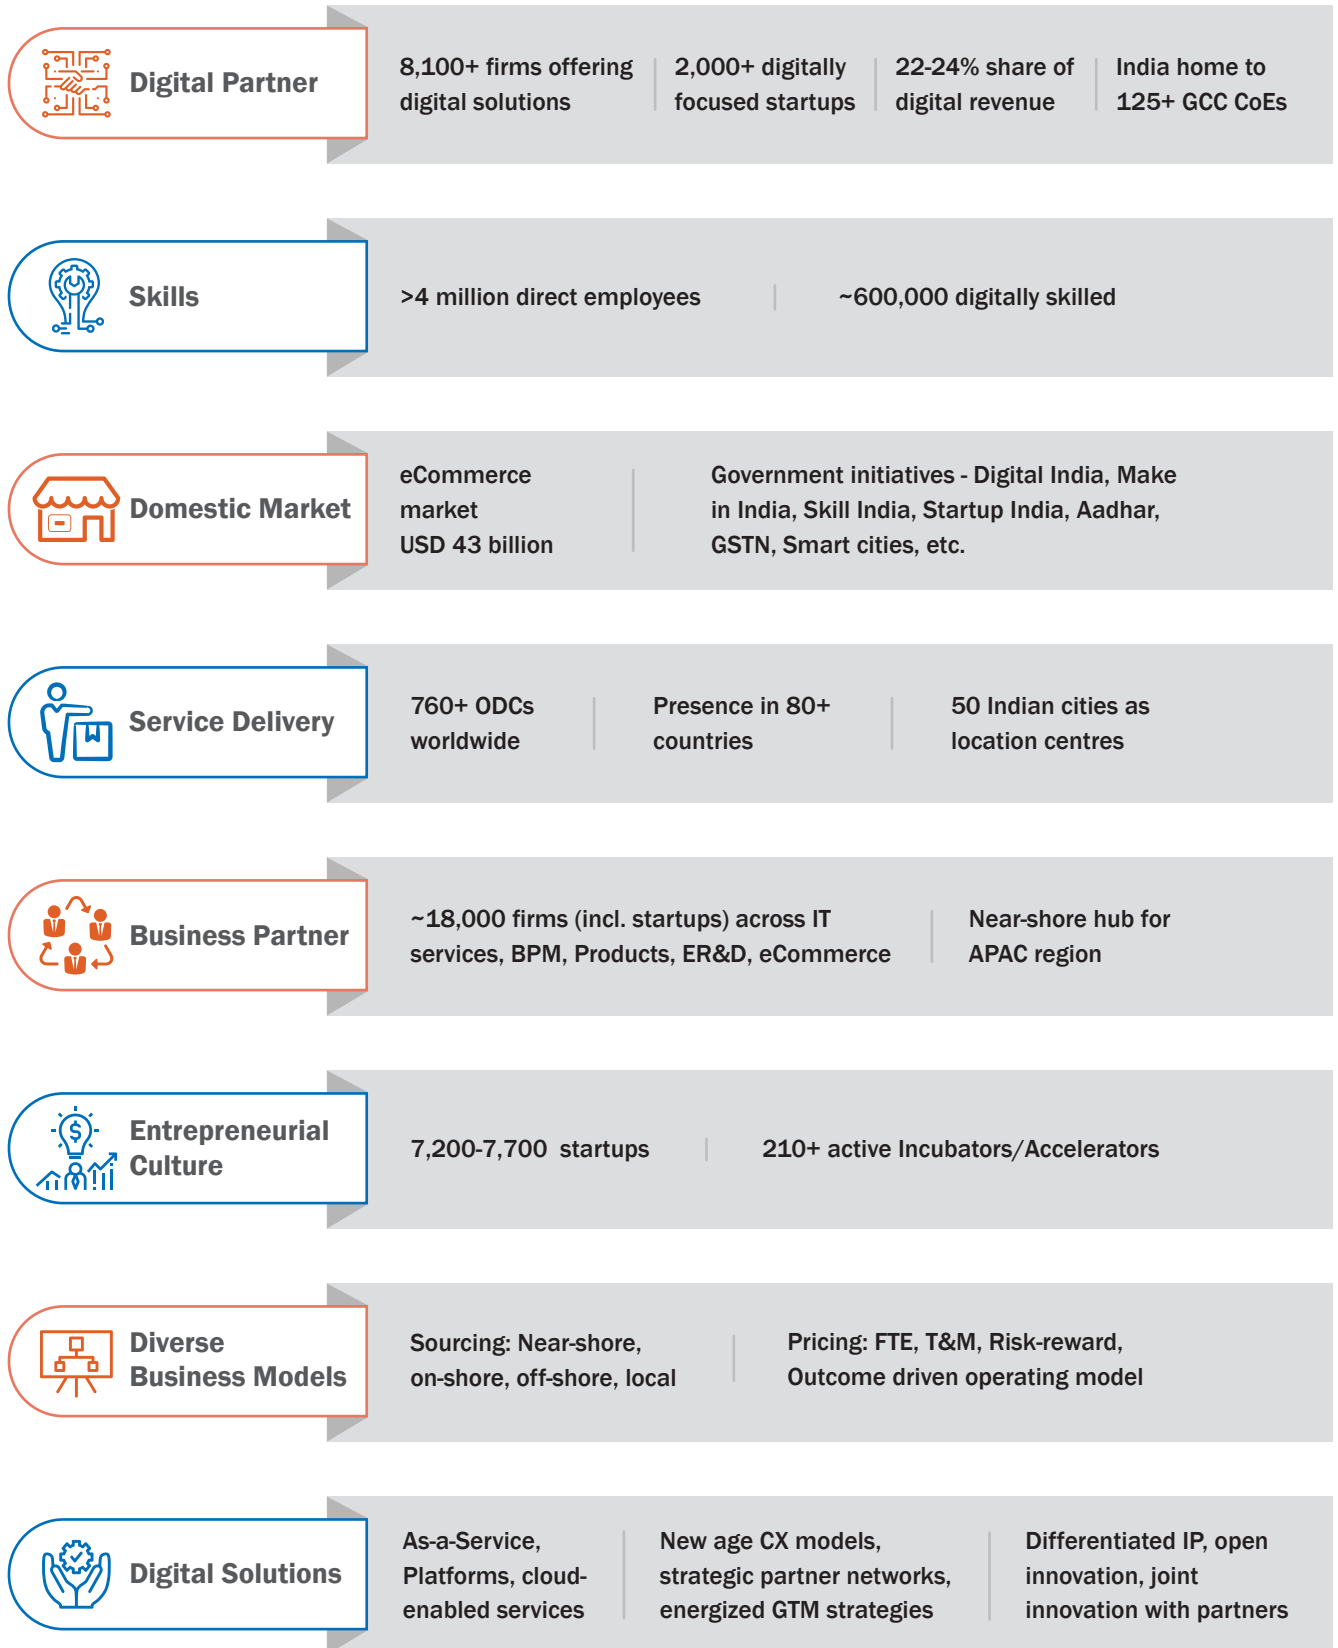 Digital Partner
8,100+ firms offering
digital solutions
2,000+ digitally
focused startups
22-24% share of
digital revenue
India home to
125+ GCC CoEs
Skills
>4 million direct employees
~600,000 digitally skilled
Domestic Market
eCommerce
market
USD 43 billion
Government initiatives - Digital India, Make
in India, Skill India, Startup India, Aadhar,
GSTN, Smart cities, etc.
Service Delivery
760+ ODCs
worldwide
Presence in 80+
countries
50 Indian cities as
location centres
Business Partner
~18,000 firms (incl. startups) across IT
services, BPM, Products, ER&D, eCommerce
Near-shore hub for
APAC region
Entrepreneurial
Culture
7,200-7,700 startups
210+ active Incubators/Accelerators
Diverse
Business Models
Sourcing: Near-shore,
on-shore, off-shore, local
Pricing: FTE, T&M, Risk-reward,
Outcome driven operating model
Digital Solutions
As-a-Service,
Platforms, cloud-
enabled services
New age CX models,
strategic partner networks,
energized GTM strategies
Differentiated IP, open
innovation, joint
innovation with partners